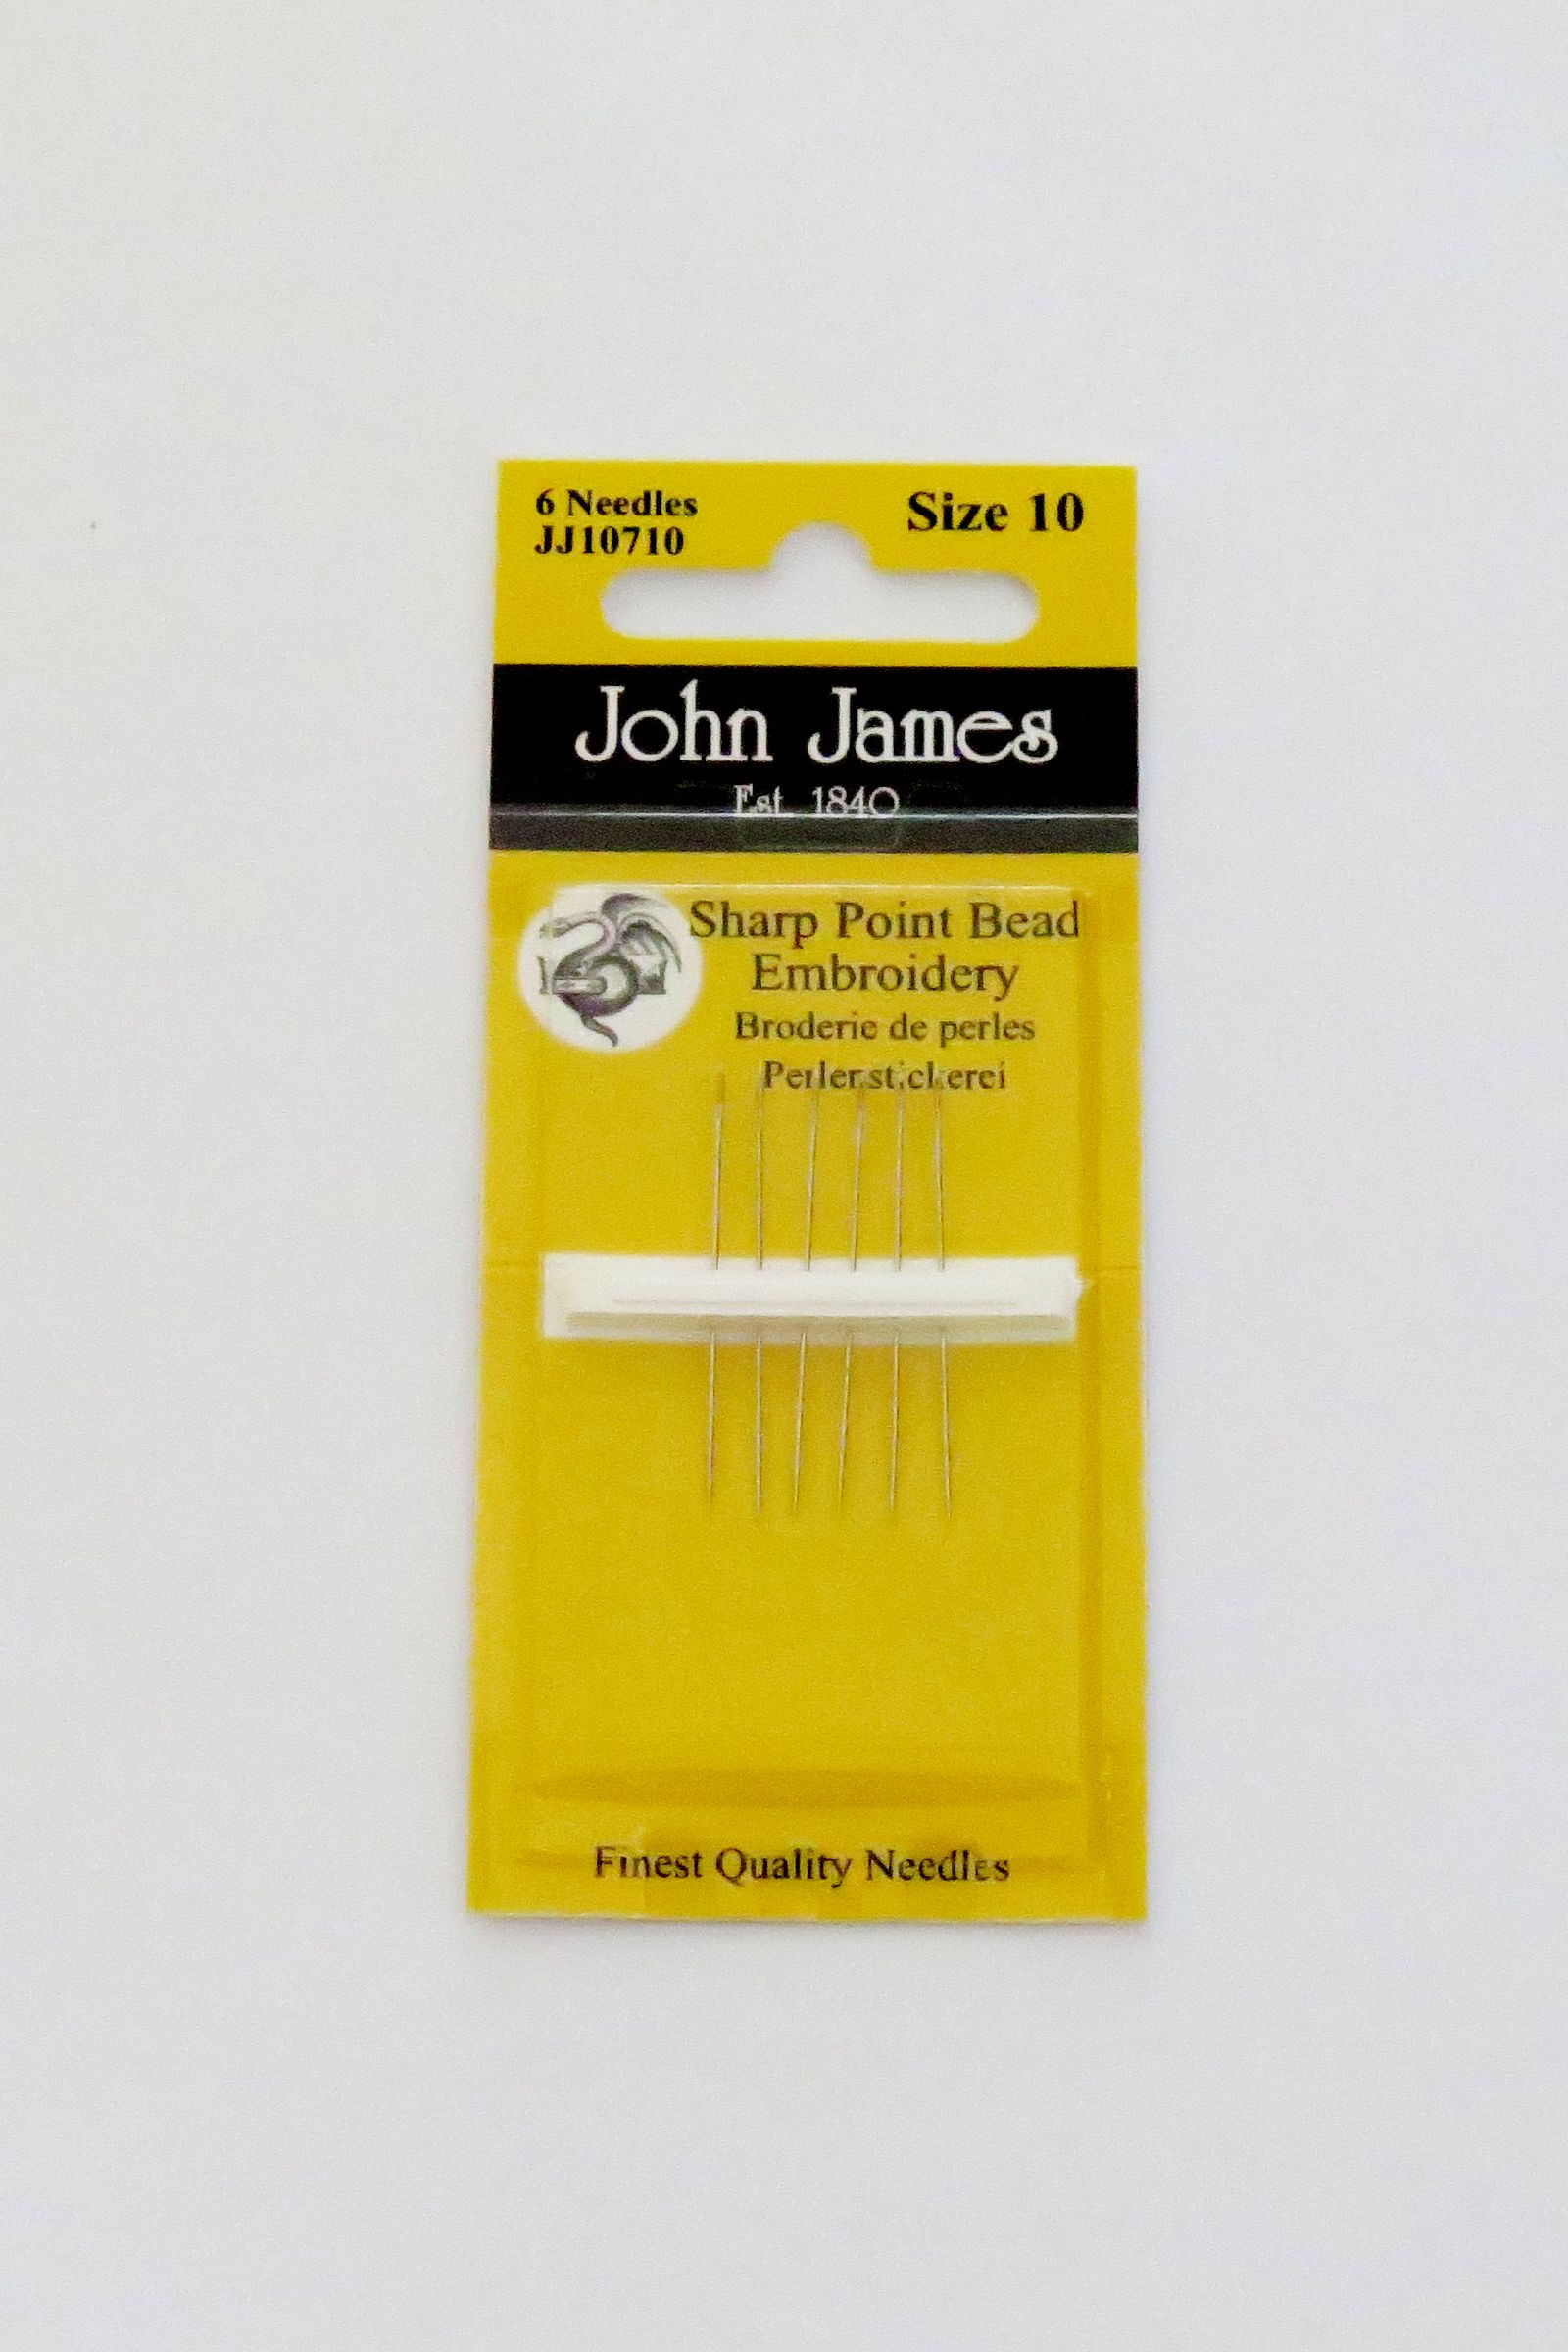 6 Needles
JJ10710
Size 10
John James
Est. 1840
Sharp Point Bead
Embroidery
Broderie de perles
Perlenstickerei
Finest Quality Needles